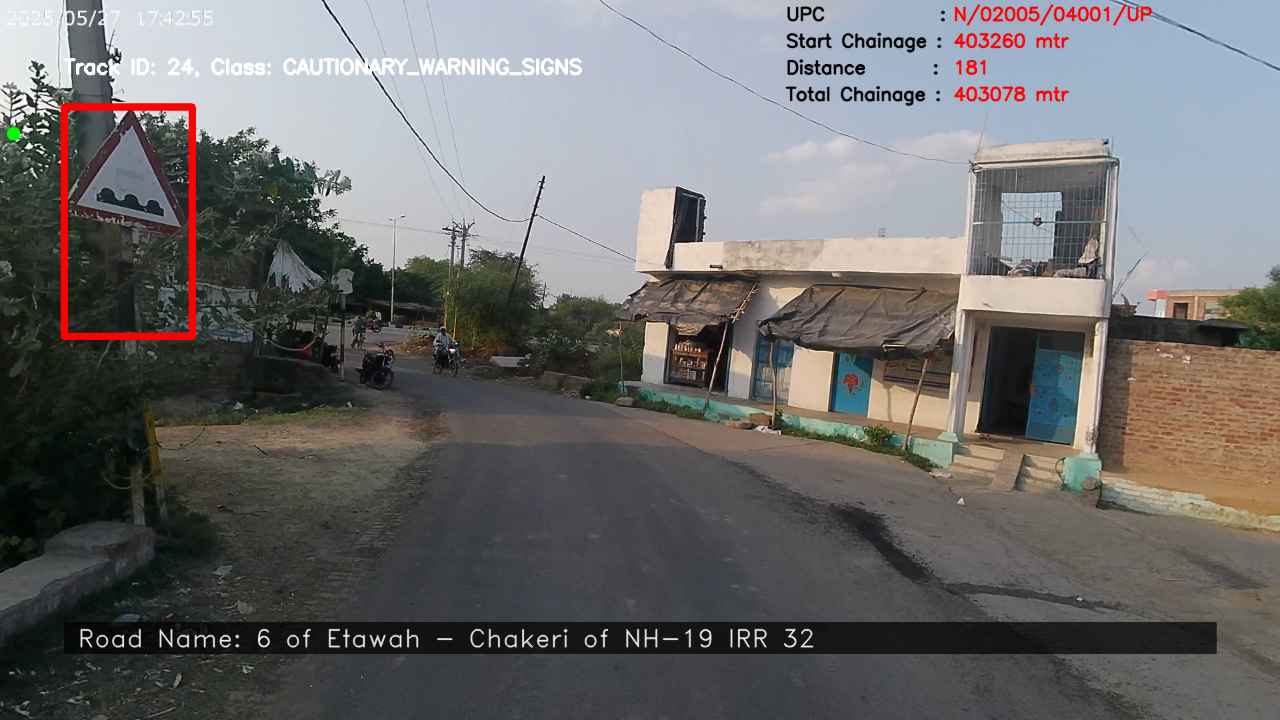 2025/05/27 17:42:55
UPC : N/02005/04001/UP
Start Chainage : 403260 mtr
Track ID: 24, Class: CAUTIONARY_WARNING_SIGNS
Distance : 181
Total Chainage : 403078 mtr
Road Name: 6 of Etawah - Chakeri of NH-19 IRR 32